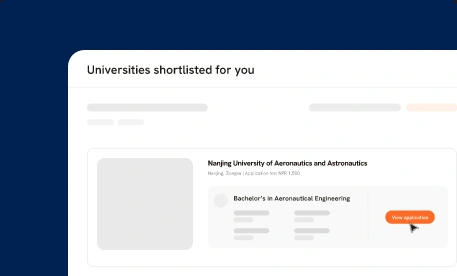 Universities shortlisted for you
Nanjing University of Aeronautics and Astronautics
Nanjing, Jiangsu | Application fee: NPR 1,500
Bachelor's in Aeronautical Engineering
View application